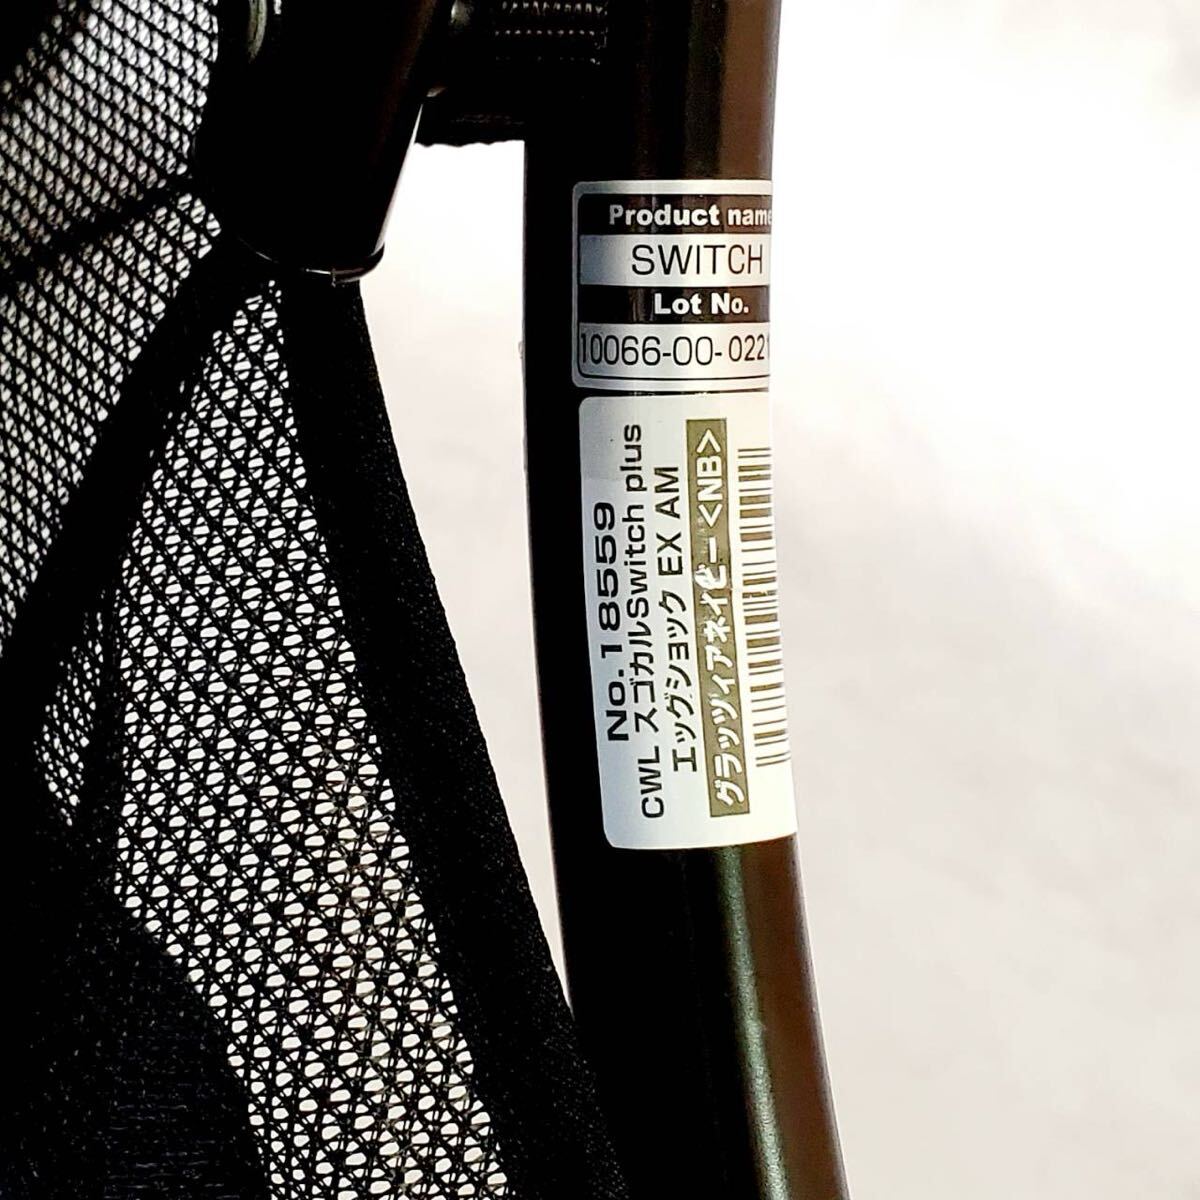 Product name
SWITCH
Lot No.
10066-00-022
No.18559
CWL スゴカルSwitch plus
エッグショック EX AM
グラッツィアネイビー<NB>